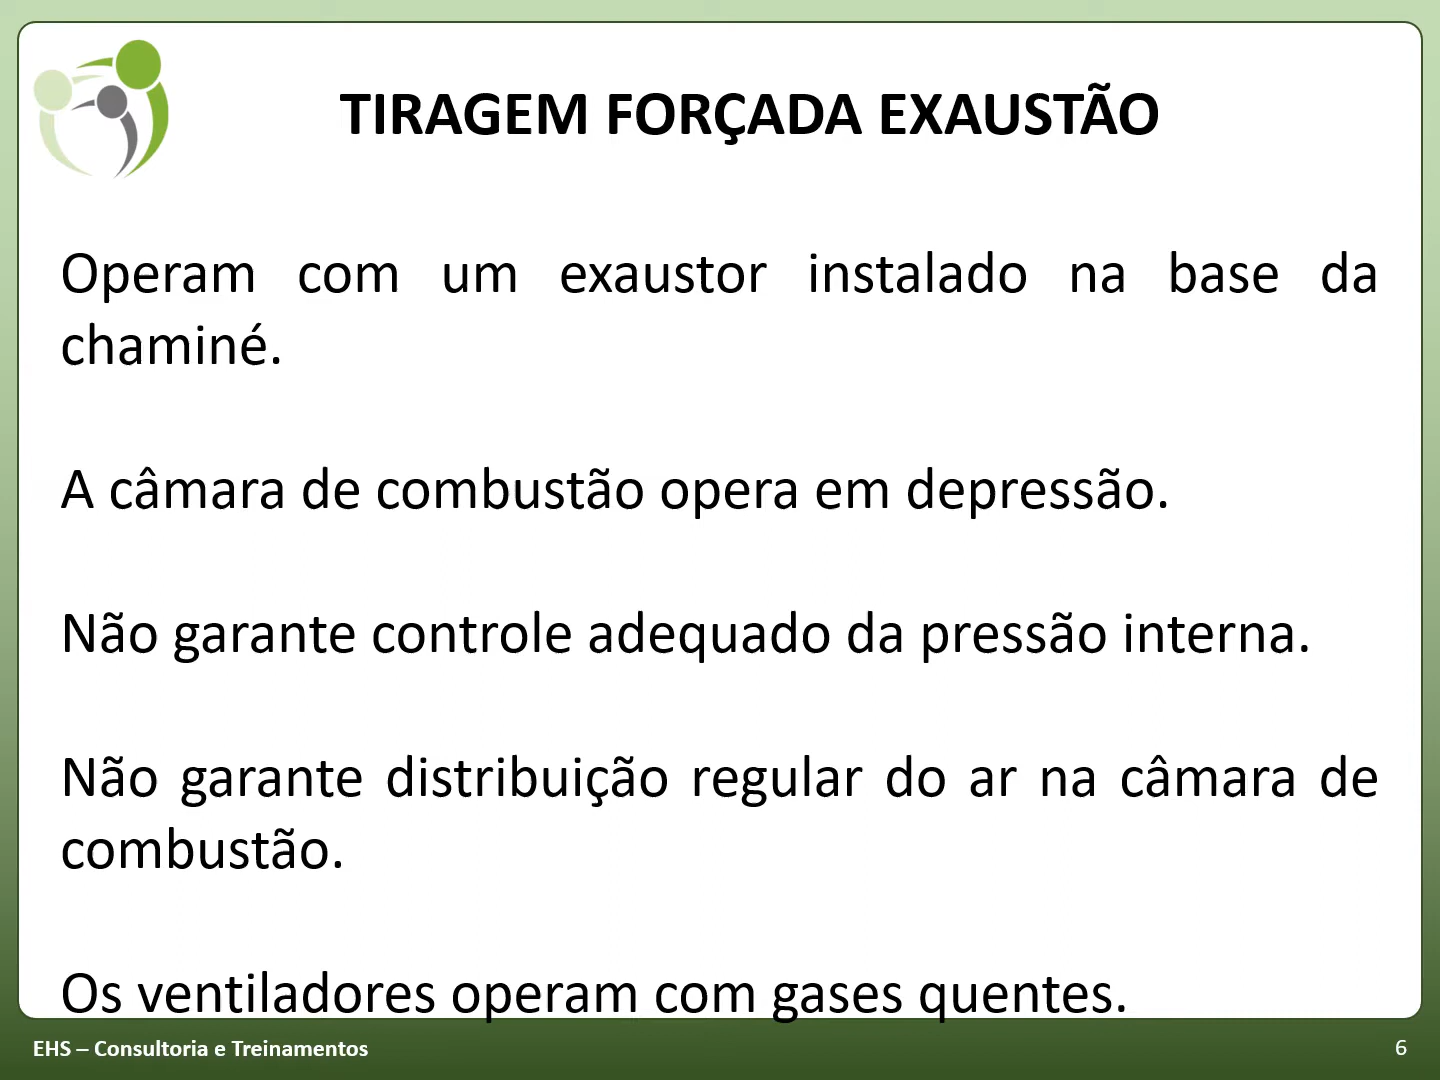 TIRAGEM FORÇADA EXAUSTÃO
Operam com um exaustor instalado na base da
chaminé.
A câmara de combustão opera em depressão.
Não garante controle adequado da pressão interna.
Não garante distribuição regular do ar na câmara de
combustão.
Os ventiladores operam com gases quentes.
EHS – Consultoria e Treinamentos
6